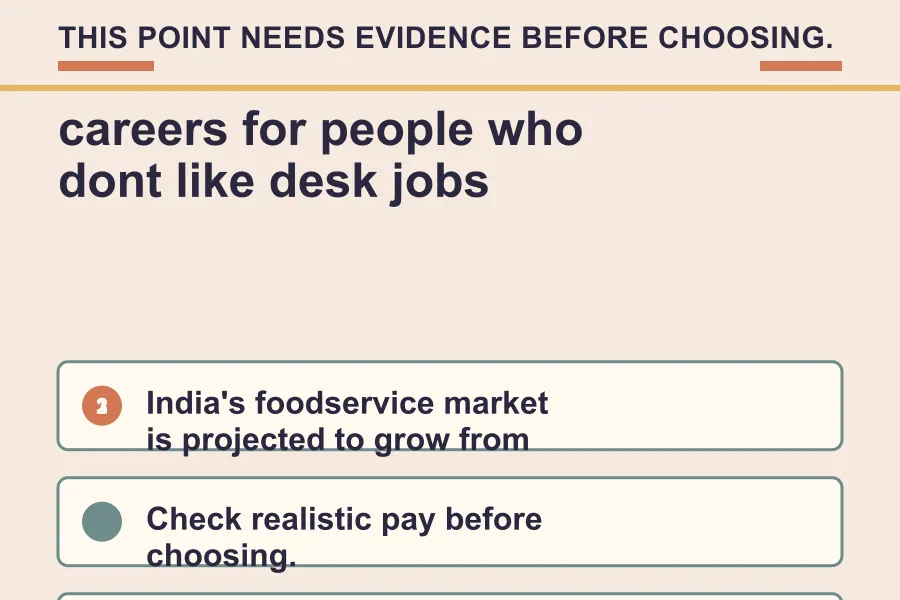 THIS POINT NEEDS EVIDENCE BEFORE CHOOSING.
careers for people who
dont like desk jobs
India's foodservice market
is projected to grow from
Check realistic pay before
choosing.